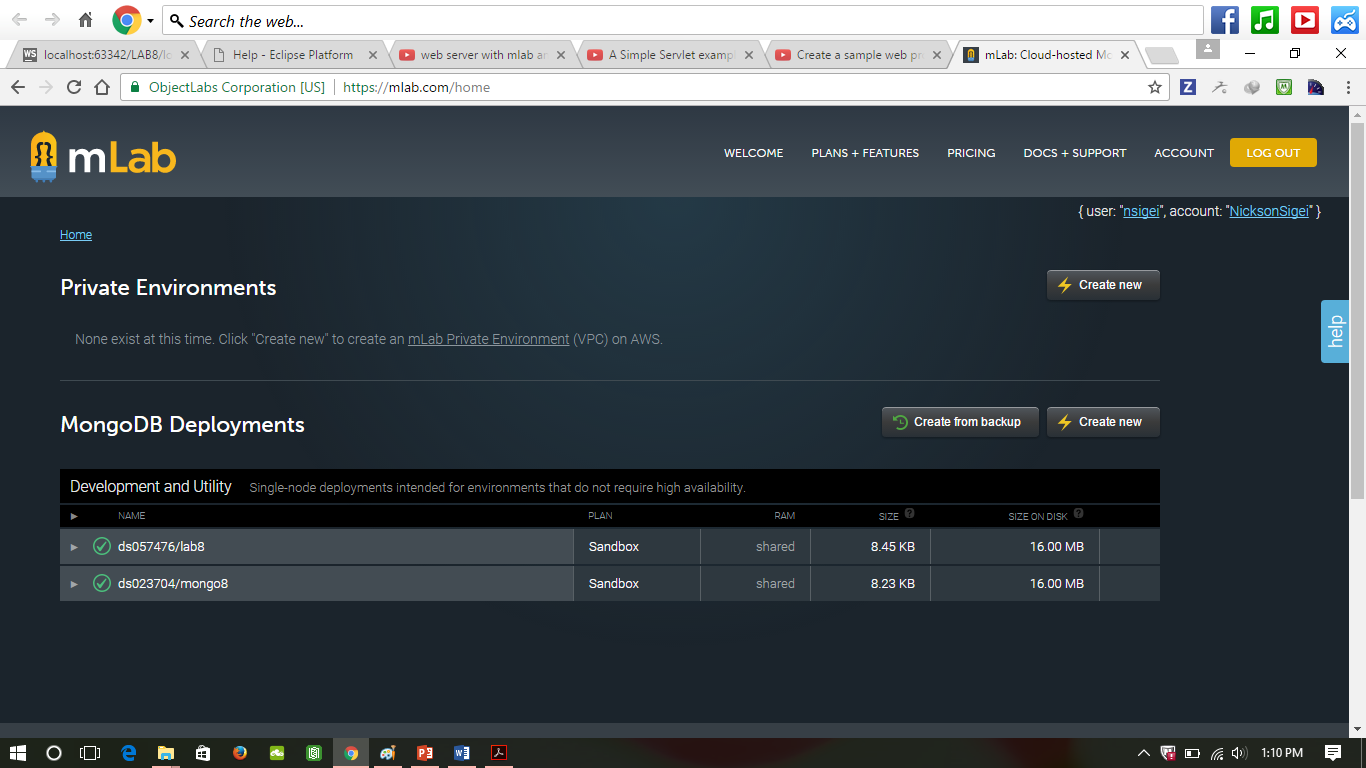 Search the web...
localhost:63342/LAB8/lo
Help - Eclipse Platform
web server with mlab an
A Simple Servlet exampl
Create a sample web pr
mLab: Cloud-hosted Mo
ObjectLabs Corporation [US] https://mlab.com/home
mLab
WELCOME PLANS + FEATURES PRICING DOCS + SUPPORT ACCOUNT LOG OUT
{ user: "nsigei", account: "NicksonSigei" }
Home
Private Environments
Create new
help
None exist at this time. Click "Create new" to create an mLab Private Environment (VPC) on AWS.
MongoDB Deployments
Create from backup Create new
Development and Utility Single-node deployments intended for environments that do not require high availability.
NAME PLAN RAM SIZE SIZE ON DISK
ds057476/lab8 Sandbox shared 8.45 KB 16.00 MB
ds023704/mongo8 Sandbox shared 8.23 KB 16.00 MB
1:10 PM